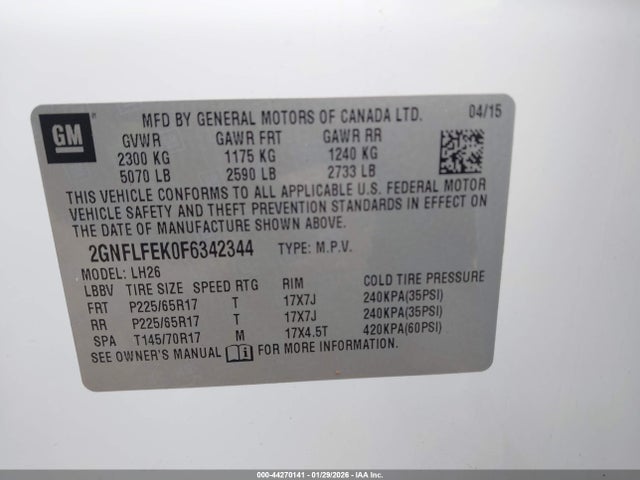 GM
MFD BY GENERAL MOTORS OF CANADA LTD. 04/15
GVWR GAWR FRT GAWR RR
2300 KG 1175 KG 1240 KG
5070 LB 2590 LB 2733 LB
THIS VEHICLE CONFORMS TO ALL APPLICABLE U.S. FEDERAL MOTOR
VEHICLE SAFETY AND THEFT PREVENTION STANDARDS IN EFFECT ON
THE DATE OF MANUFACTURE SHOWN ABOVE.
2GNFLFEK0F6342344 TYPE: M.P.V.
MODEL: LH26
LBBV TIRE SIZE SPEED RTG RIM COLD TIRE PRESSURE
FRT P225/65R17 T 17X7J 240KPA(35PSI)
RR P225/65R17 T 17X7J 240KPA(35PSI)
SPA T145/70R17 M 17X4.5T 420KPA(60PSI)
SEE OWNER'S MANUAL FOR MORE INFORMATION.
000-44270141 - 01/29/2026 - IAA Inc.